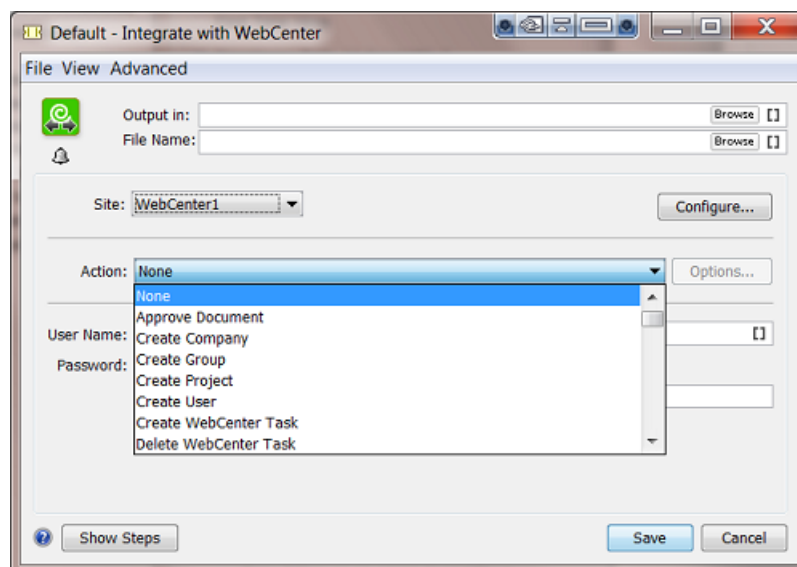 Default - Integrate with WebCenter
File View Advanced
Output in: Browse []
File Name: Browse []
Site: WebCenter1 Configure...
Action: None Options...
None
Approve Document
Create Company
Create Group
Create Project
Create User
Create WebCenter Task
Delete WebCenter Task
User Name: []
Password:
? Show Steps Save Cancel